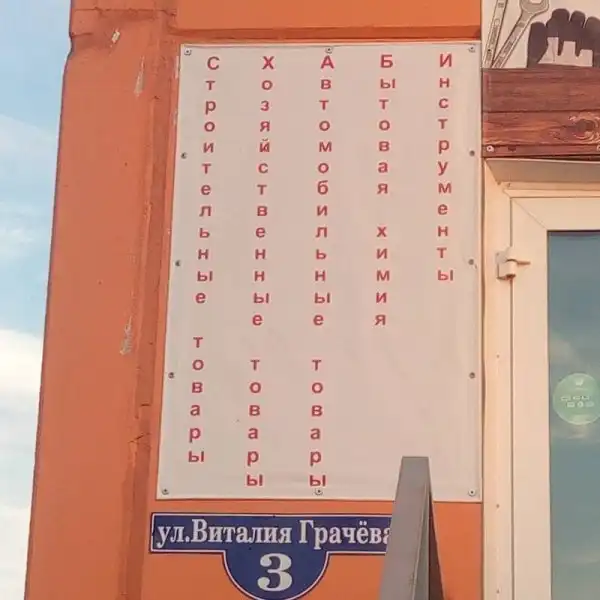 Строительные товары
Хозяйственные товары
Автомобильные товары
Бытовая химия
Инструменты
ул.Виталия Грачёва
3